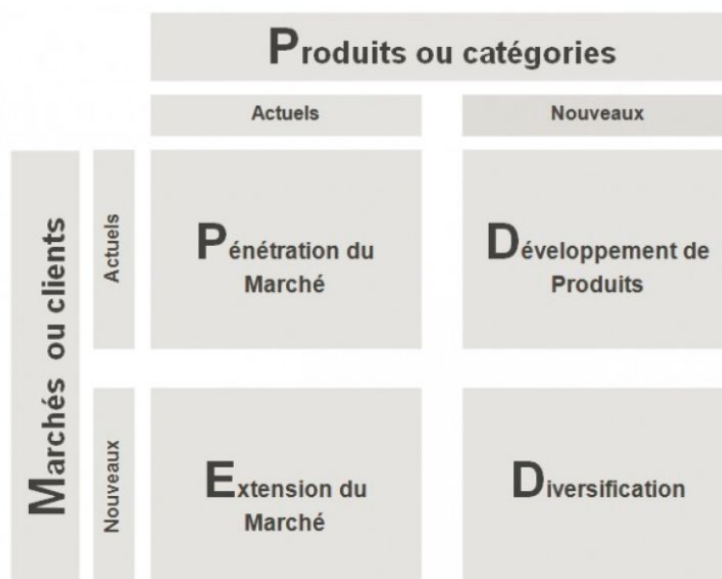 Produits ou catégories
Actuels
Nouveaux
Marchés ou clients
Actuels
Pénétration du
Marché
Développement de
Produits
Nouveaux
Extension du
Marché
Diversification